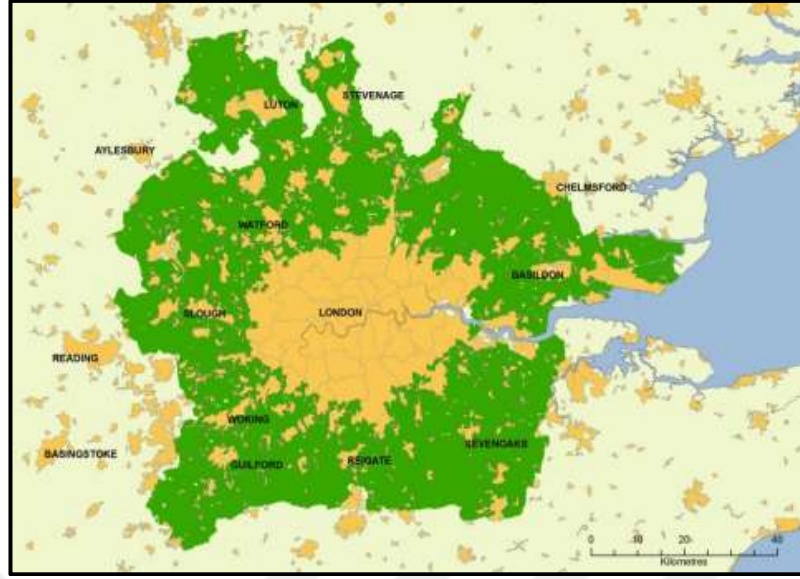 LUTON
STEVENAGE
AYLESBURY
CHELMSFORD
WATFORD
BASILDON
SLOUGH
LONDON
READING
WOKING
BASINGSTOKE
GUILFORD
REIGATE
SEVENOAKS
0 10 20 40
Kilometres